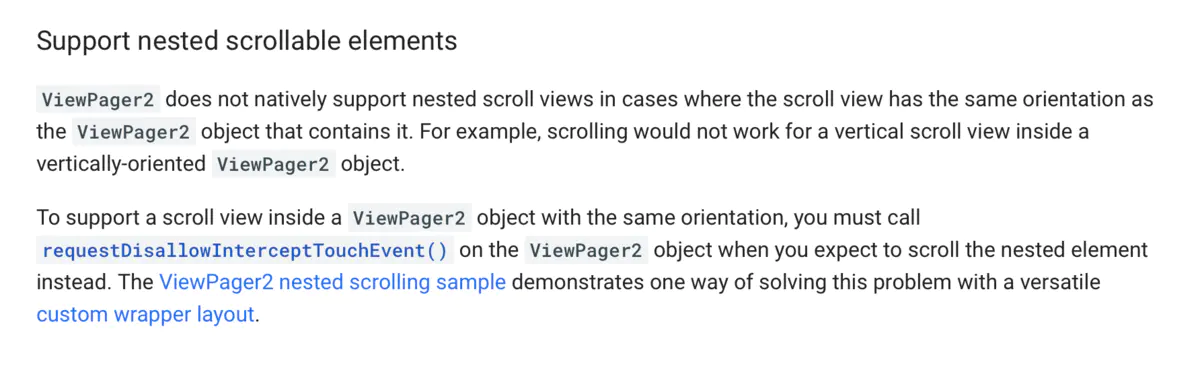 Support nested scrollable elements
ViewPager2 does not natively support nested scroll views in cases where the scroll view has the same orientation as
the ViewPager2 object that contains it. For example, scrolling would not work for a vertical scroll view inside a
vertically-oriented ViewPager2 object.
To support a scroll view inside a ViewPager2 object with the same orientation, you must call
requestDisallowInterceptTouchEvent() on the ViewPager2 object when you expect to scroll the nested element
instead. The ViewPager2 nested scrolling sample demonstrates one way of solving this problem with a versatile
custom wrapper layout.